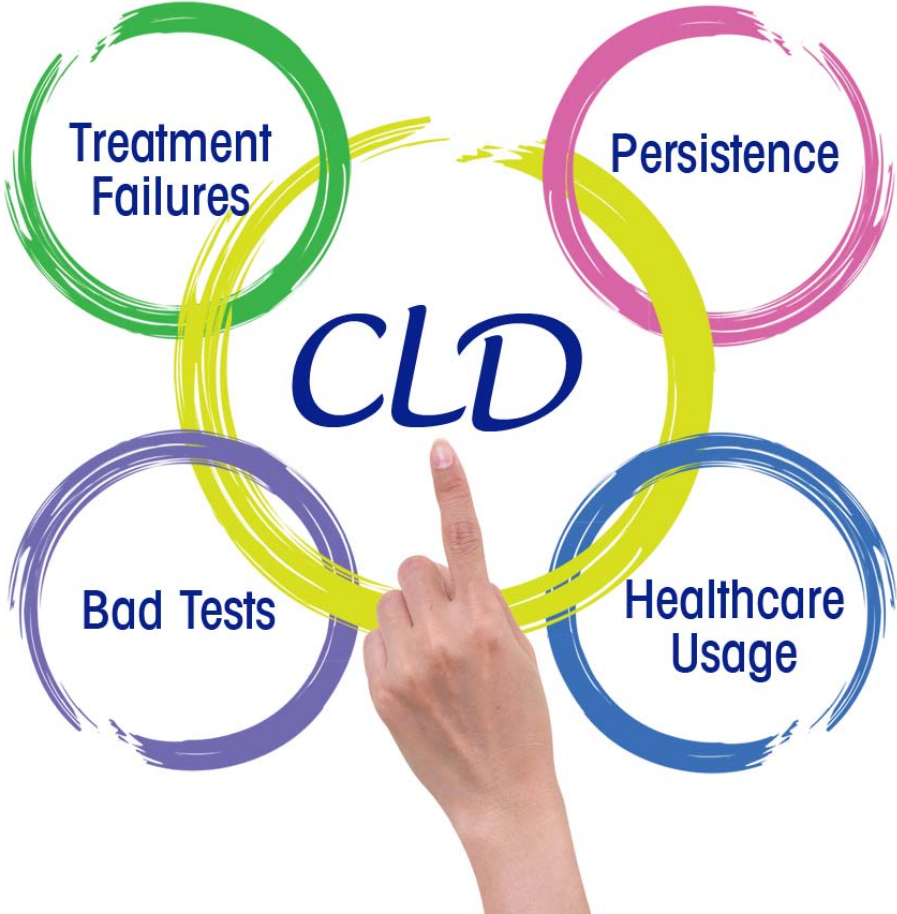 Treatment
Failures
Persistence
CLD
Bad Tests
Healthcare
Usage